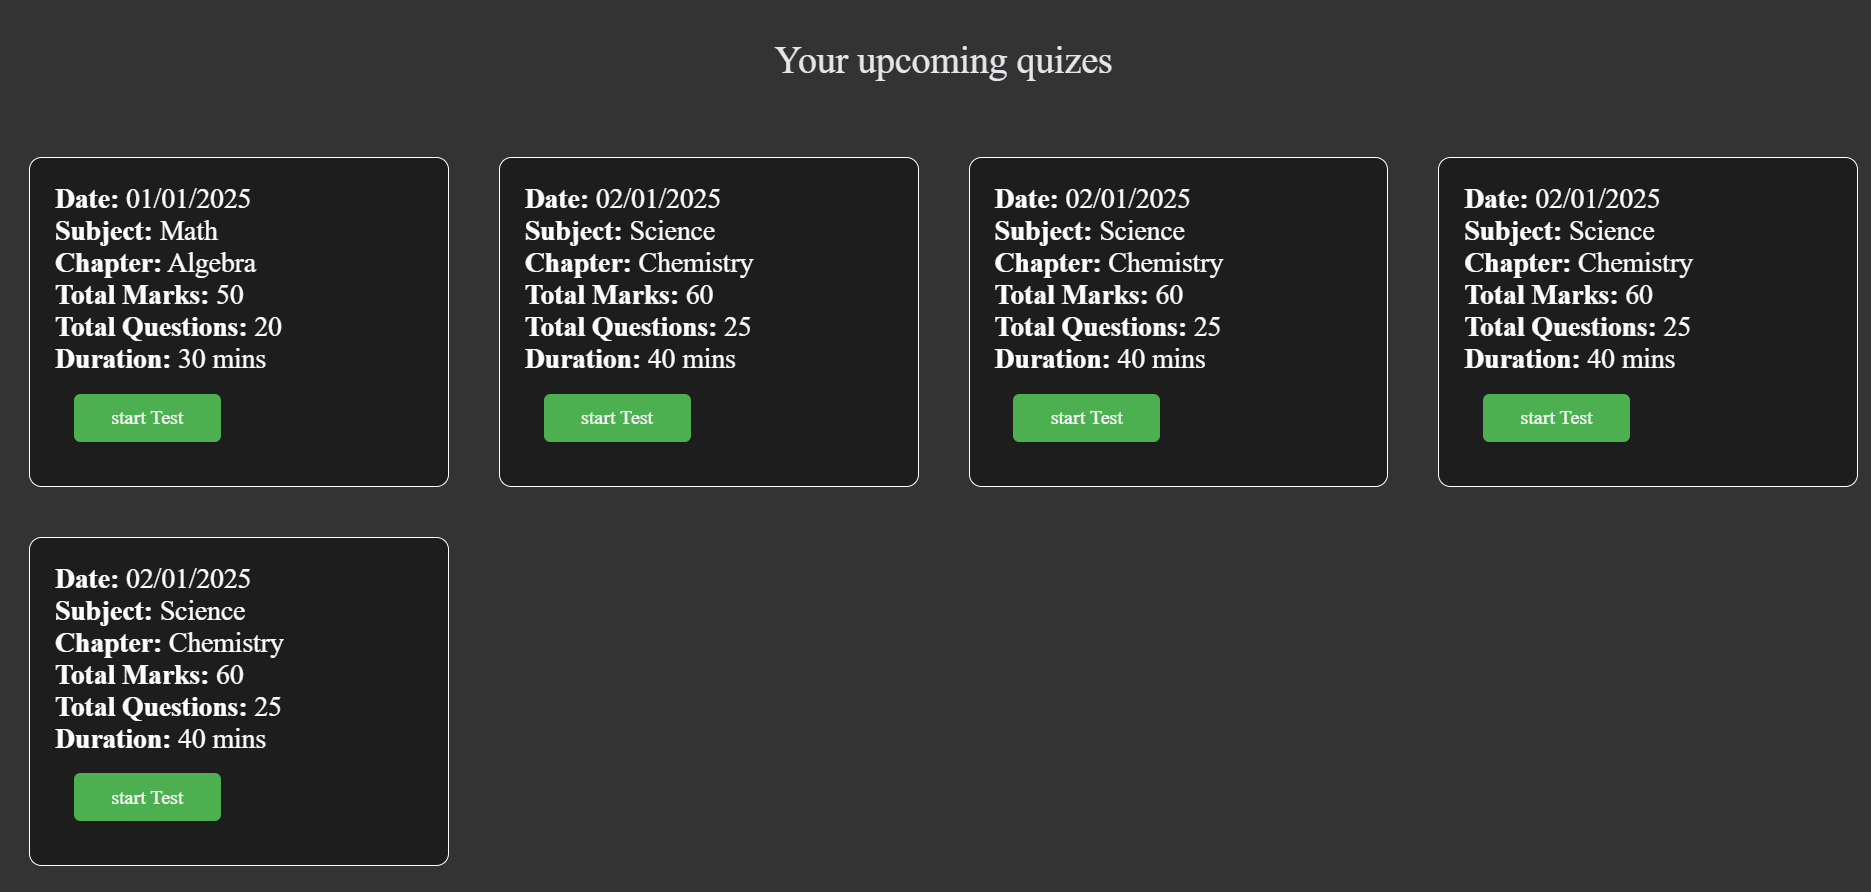 Your upcoming quizes
Date: 01/01/2025
Subject: Math
Chapter: Algebra
Total Marks: 50
Total Questions: 20
Duration: 30 mins
start Test
Date: 02/01/2025
Subject: Science
Chapter: Chemistry
Total Marks: 60
Total Questions: 25
Duration: 40 mins
start Test
Date: 02/01/2025
Subject: Science
Chapter: Chemistry
Total Marks: 60
Total Questions: 25
Duration: 40 mins
start Test
Date: 02/01/2025
Subject: Science
Chapter: Chemistry
Total Marks: 60
Total Questions: 25
Duration: 40 mins
start Test
Date: 02/01/2025
Subject: Science
Chapter: Chemistry
Total Marks: 60
Total Questions: 25
Duration: 40 mins
start Test